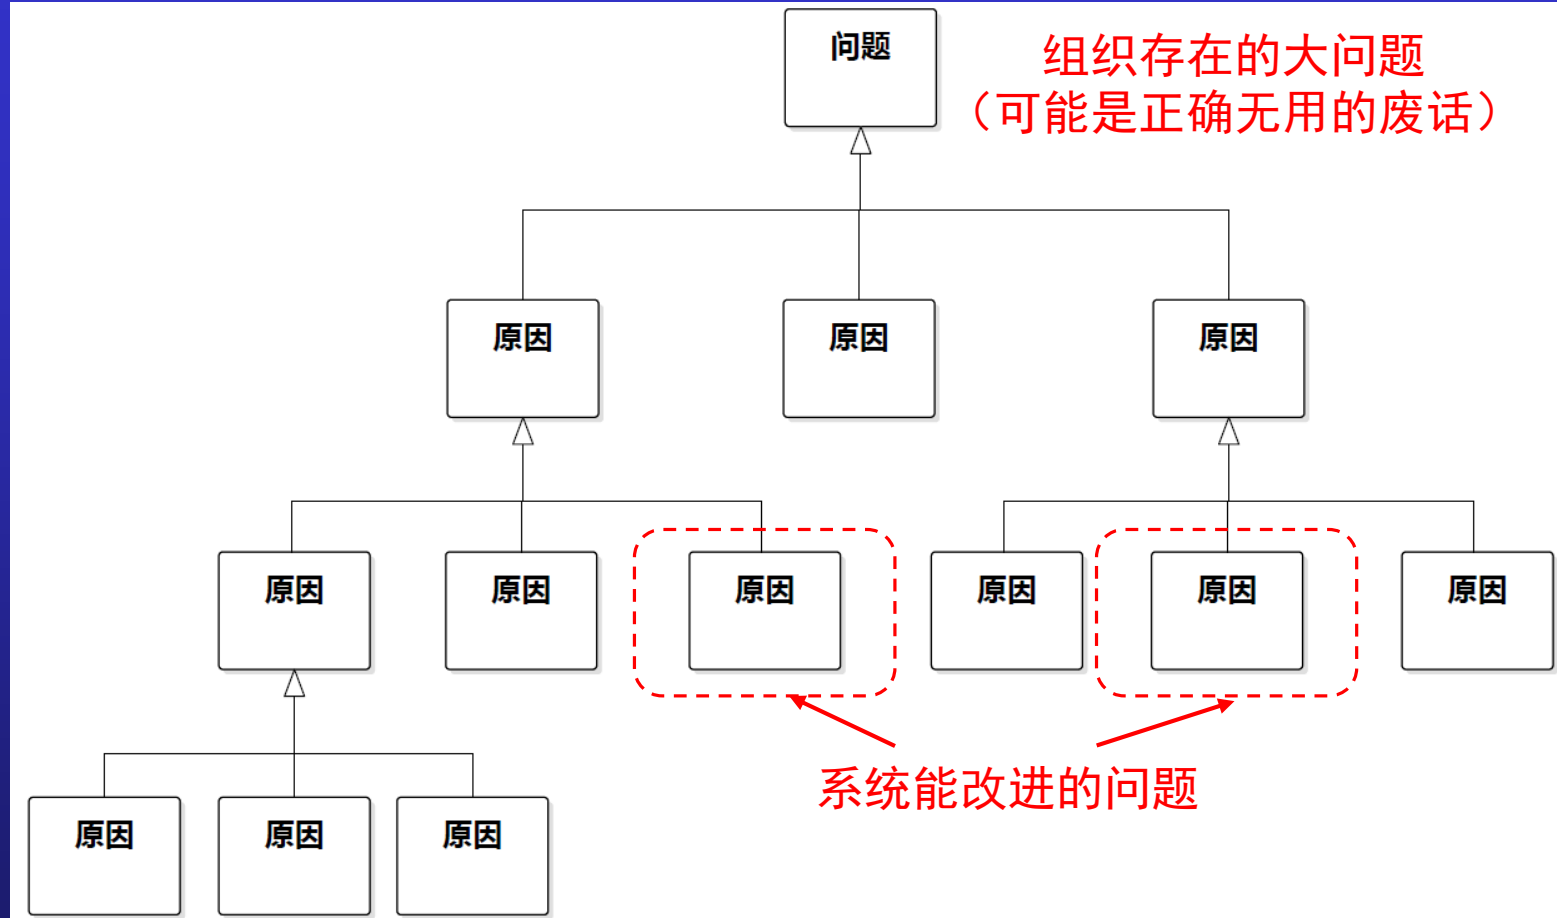 问题
组织存在的大问题
（可能是正确无用的废话）
原因
原因
原因
原因
原因
原因
原因
原因
原因
系统能改进的问题
原因
原因
原因